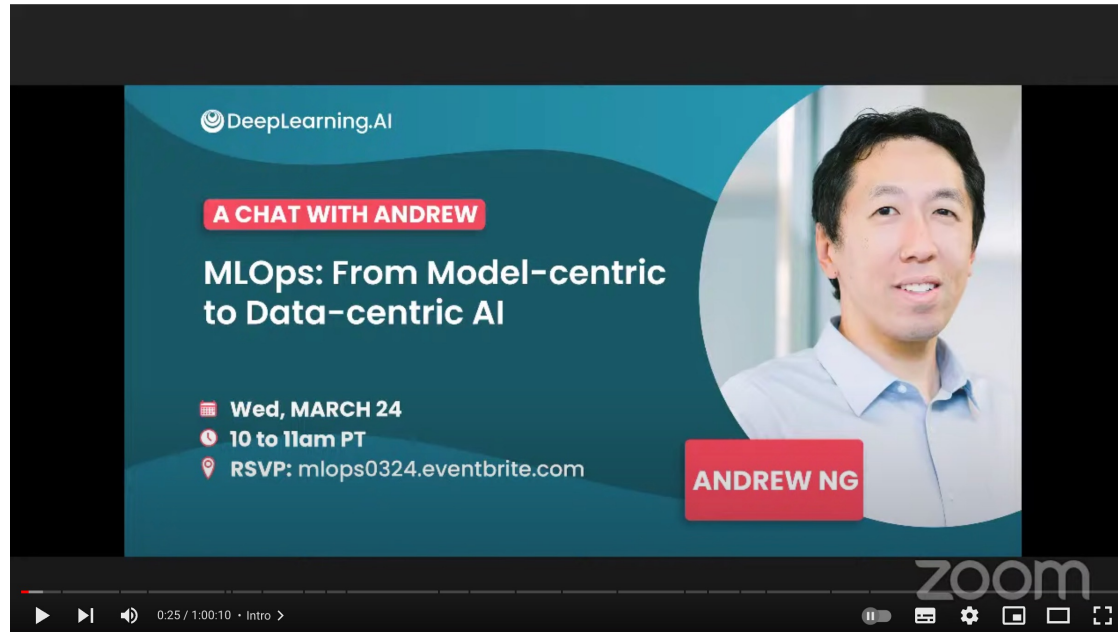 DeepLearning.AI
A CHAT WITH ANDREW
MLOps: From Model-centric
to Data-centric AI
Wed, MARCH 24
10 to 11am PT
RSVP: mlops0324.eventbrite.com
ANDREW NG
zoom
0:25 / 1:00:10 • Intro >